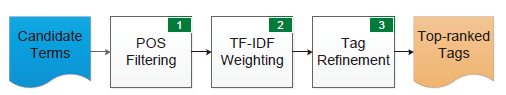 Candidate
Terms
1
POS
Filtering
2
TF-IDF
Weighting
3
Tag
Refinement
Top-ranked
Tags